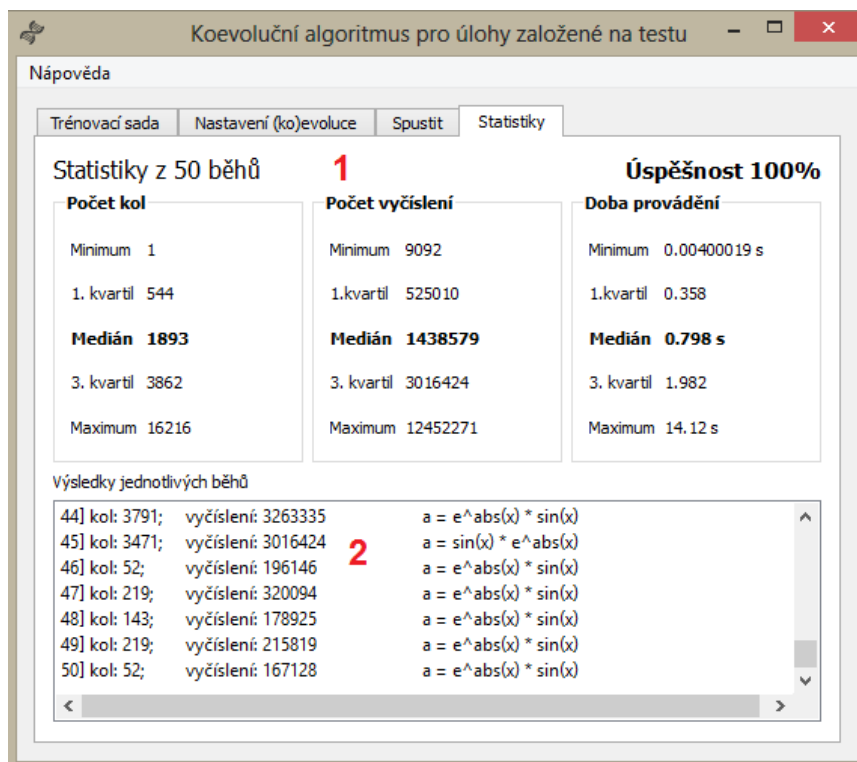 Koevoluční algoritmus pro úlohy založené na testu
Nápověda
Trénovací sada Nastavení (ko)evoluce Spustit Statistiky
Statistiky z 50 běhů 1 Úspěšnost 100%
Počet kol Počet vyčíslení Doba provádění
Minimum 1 Minimum 9092 Minimum 0.00400019 s
1. kvartil 544 1.kvartil 525010 1.kvartil 0.358
Medián 1893 Medián 1438579 Medián 0.798 s
3. kvartil 3862 3. kvartil 3016424 3. kvartil 1.982
Maximum 16216 Maximum 12452271 Maximum 14.12 s
Výsledky jednotlivých běhů
44] kol: 3791; vyčíslení: 3263335 a = e^abs(x) * sin(x)
45] kol: 3471; vyčíslení: 3016424 2 a = sin(x) * e^abs(x)
46] kol: 52; vyčíslení: 196146 a = e^abs(x) * sin(x)
47] kol: 219; vyčíslení: 320094 a = e^abs(x) * sin(x)
48] kol: 143; vyčíslení: 178925 a = e^abs(x) * sin(x)
49] kol: 219; vyčíslení: 215819 a = e^abs(x) * sin(x)
50] kol: 52; vyčíslení: 167128 a = e^abs(x) * sin(x)